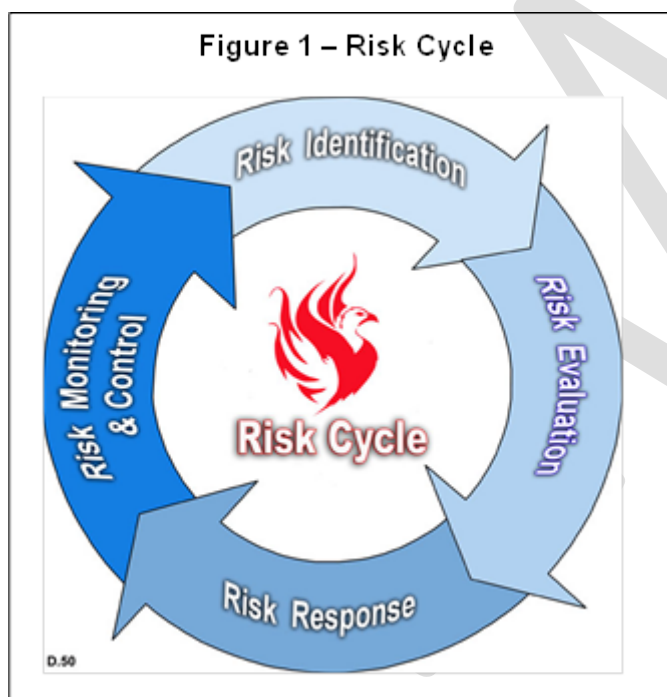 Figure 1 – Risk Cycle
Risk Identification
Risk Evaluation
Risk Response
Risk Monitoring
& Control
Risk Cycle
D.50